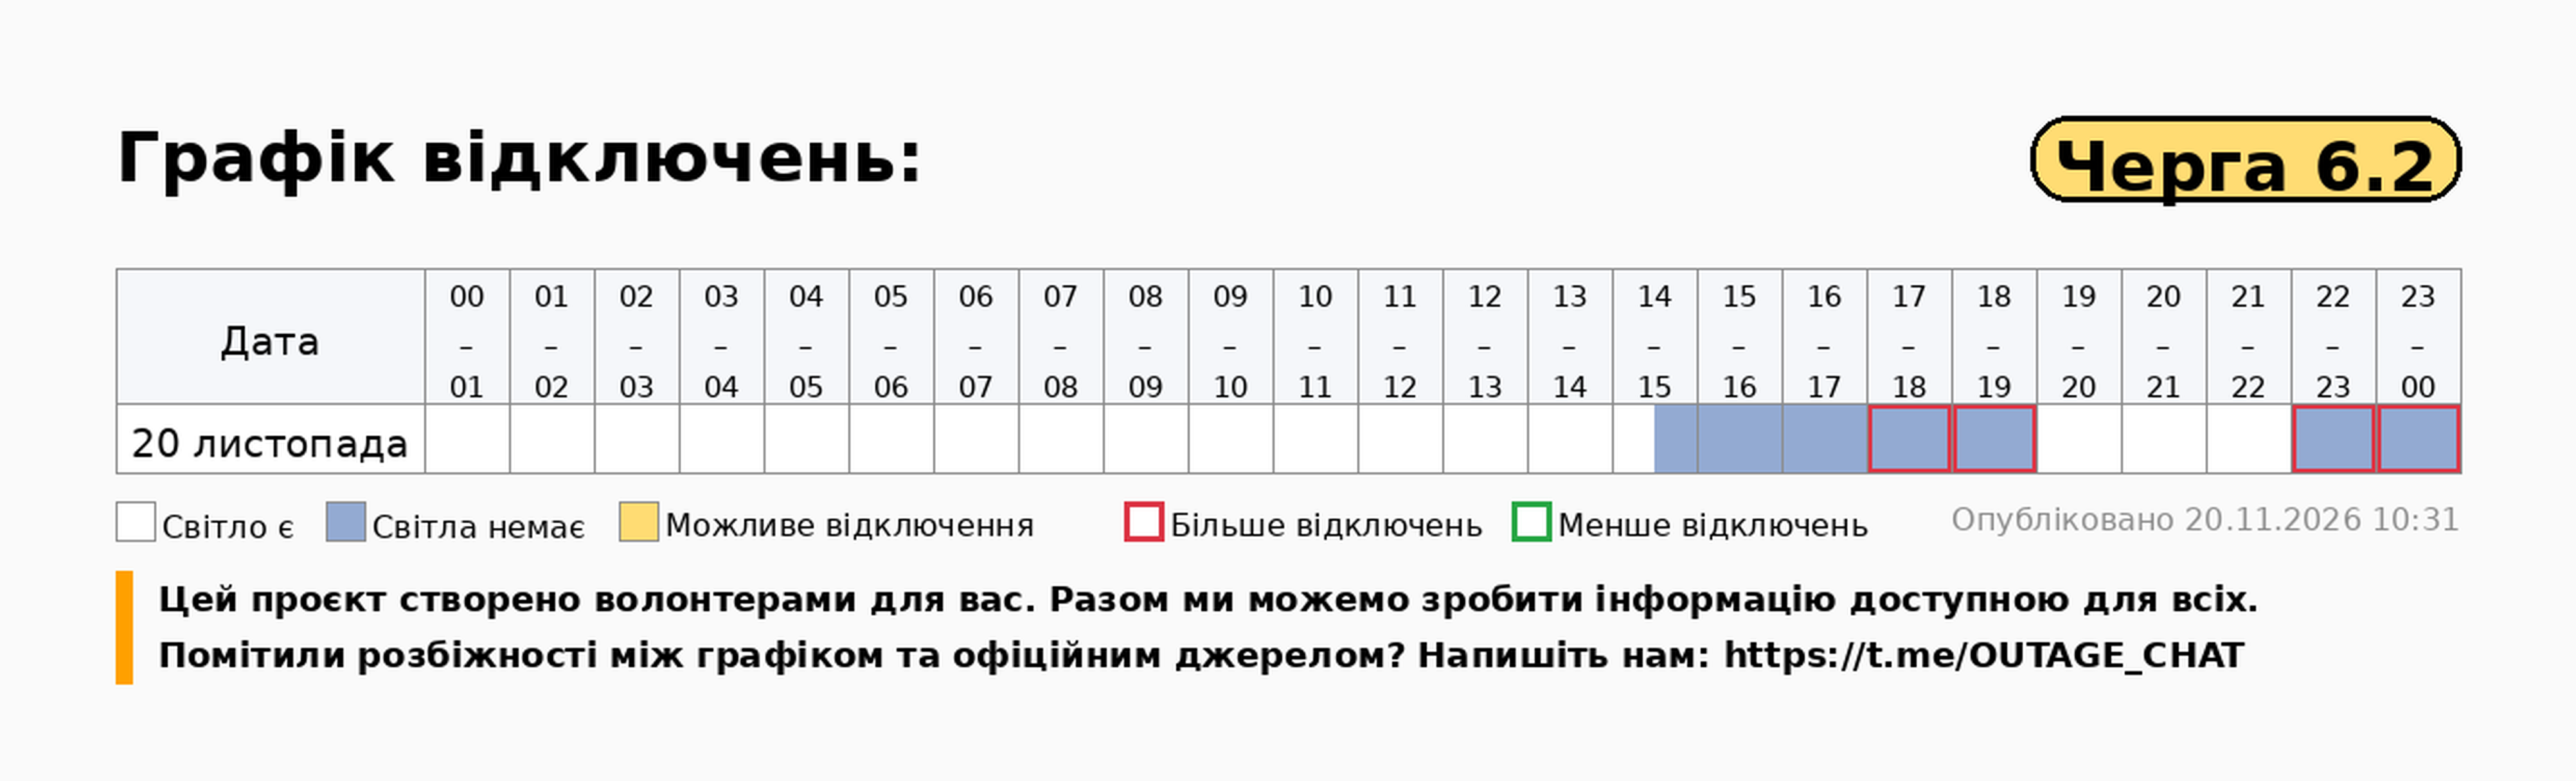 Графік відключень:
Черга 6.2
Дата
00 – 01
01 – 02
02 – 03
03 – 04
04 – 05
05 – 06
06 – 07
07 – 08
08 – 09
09 – 10
10 – 11
11 – 12
12 – 13
13 – 14
14 – 15
15 – 16
16 – 17
17 – 18
18 – 19
19 – 20
20 – 21
21 – 22
22 – 23
23 – 00
20 листопада
Світло є
Світла немає
Можливе відключення
Більше відключень
Менше відключень
Опубліковано 20.11.2026 10:31
Цей проєкт створено волонтерами для вас. Разом ми можемо зробити інформацію доступною для всіх.
Помітили розбіжності між графіком та офіційним джерелом? Напишіть нам: https://t.me/OUTAGE_CHAT